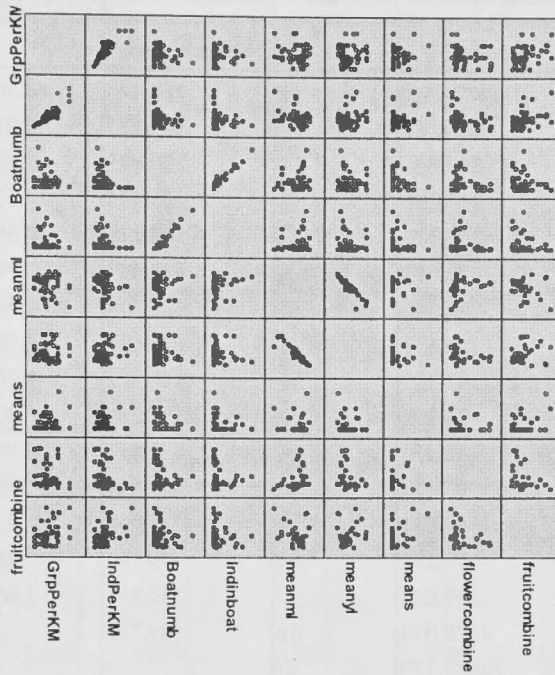 GrpPerKM
Boatnumb
meanml
means
fruitcombine
GrpPerKM
IndPerKM
Boatnumb
Indinboat
meanml
meanyl
means
flowercombine
fruitcombine